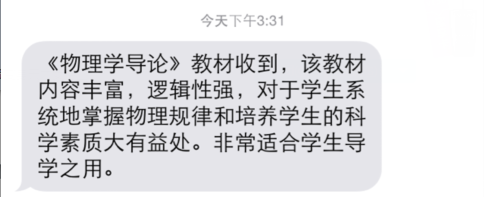 今天下午3:31
《物理学导论》教材收到，该教材
内容丰富，逻辑性强，对于学生系
统地掌握物理规律和培养学生的科
学素质大有益处。非常适合学生导
学之用。